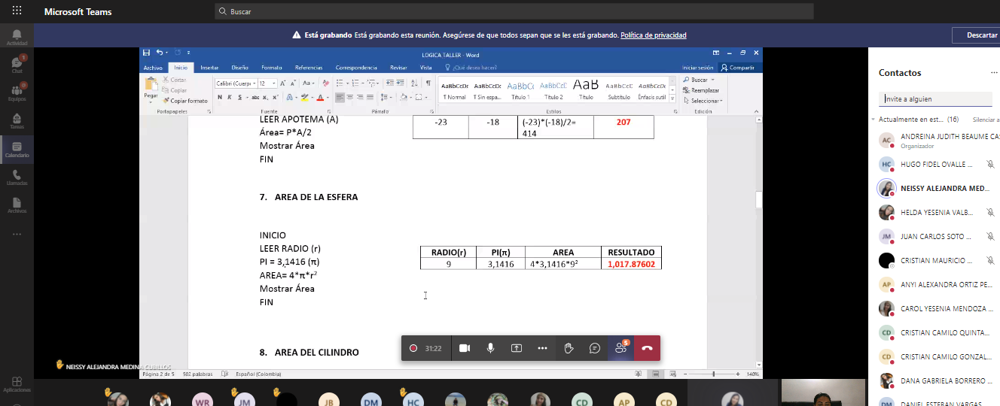 Microsoft Teams
Buscar
Está grabando Está grabando esta reunión. Asegúrese de que todos sepan que se les está grabando. Política de privacidad
Descartar
Actividad
Chat
1
Equipos
8
Tareas
Calendario
Llamadas
Archivos
Aplicaciones
LOGICA TALLER - Word
Archivo Inicio Insertar Diseño Formato Referencias Correspondencia Revisar Vista ¿Qué desea hacer? Iniciar sesión Compartir
Pegar
Cortar
Copiar
Copiar formato
Portapapeles
Calibri (Cuerp 12
N K S abc
Fuente
Párrafo
AaBbCcDc AaBbCcDc AaBbCc AaBbCcC AaB AaBbCcC AaBbCcDc
¶ Normal ¶ Sin espa... Título 1 Título 2 Título Subtítulo Énfasis sutil
Estilos
Buscar
Reemplazar
Seleccionar
Edición
LEER APOTEMA (A)
Área= P*A/2
Mostrar Área
FIN
-23 -18 (-23)*(-18)/2= 207
414
7. AREA DE LA ESFERA
INICIO
LEER RADIO (r)
PI = 3,1416 (π)
AREA= 4*π*r²
Mostrar Área
FIN
RADIO(r) PI(π) AREA RESULTADO
9 3,1416 4*3,1416*9² 1,017.87602
8. AREA DEL CILINDRO
31:22
5
NEISSY ALEJANDRA MEDINA CUBILLOS
Página 2 de 5 502 palabras Español (Colombia) 140%
WR JM JB DM HC CD AP CD
Contactos
Invite a alguien
Actualmente en est... (16) Silenciar a
AC ANDREINA JUDITH BEAUME CAS
Organizador
HC HUGO FIDEL OVALLE ...
NEISSY ALEJANDRA MED...
HELDA YESENIA VALB...
JM JUAN CARLOS SOTO ...
CRISTIAN MAURICIO ...
AP ANYI ALEXANDRA ORTIZ PE...
CAROL YESENIA MENDOZA ...
CD CRISTIAN CAMILO QUINTA...
CD CRISTIAN CAMILO GONZAL...
DANA GABRIELA BORRERO ...
DM DANIEL ESTEBAN VARGAS